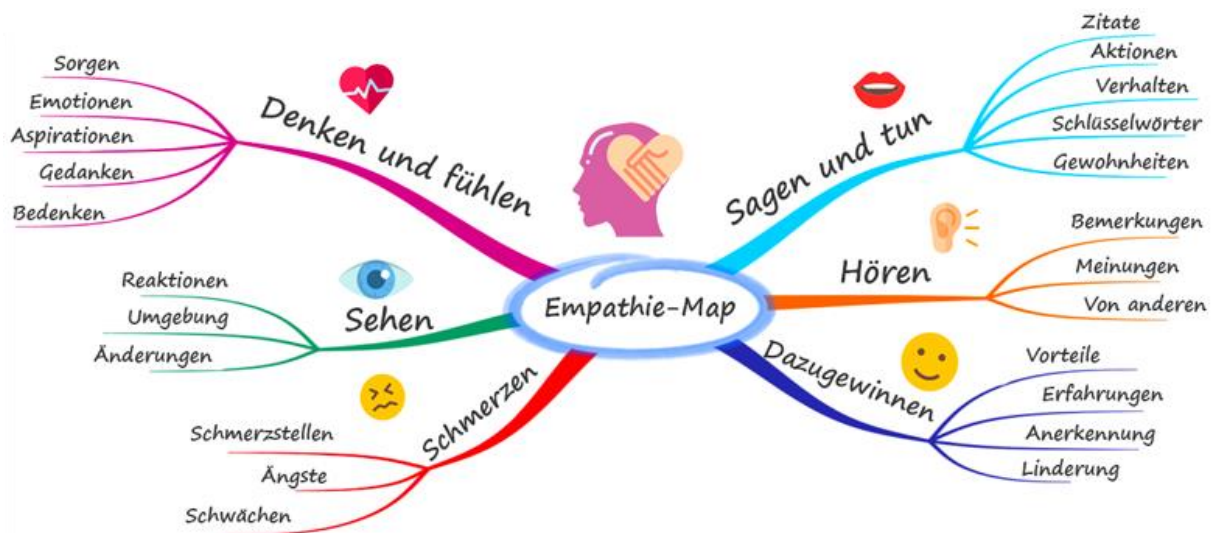 Empathie-Map
Denken und fühlen
Sorgen
Emotionen
Aspirationen
Gedanken
Bedenken
Sehen
Reaktionen
Umgebung
Änderungen
Schmerzen
Schmerzstellen
Ängste
Schwächen
Sagen und tun
Zitate
Aktionen
Verhalten
Schlüsselwörter
Gewohnheiten
Hören
Bemerkungen
Meinungen
Von anderen
Dazugewinnen
Vorteile
Erfahrungen
Anerkennung
Linderung